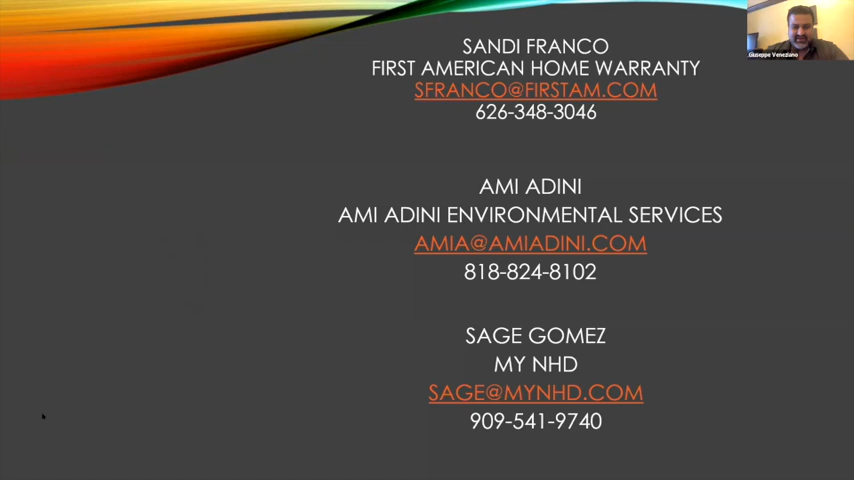 Giuseppe Veneziano
SANDI FRANCO
FIRST AMERICAN HOME WARRANTY
SFRANCO@FIRSTAM.COM
626-348-3046
AMI ADINI
AMI ADINI ENVIRONMENTAL SERVICES
AMIA@AMIADINI.COM
818-824-8102
SAGE GOMEZ
MY NHD
SAGE@MYNHD.COM
909-541-9740